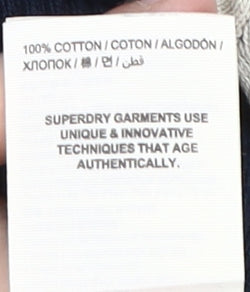 100% COTTON / COTON / ALGODÓN /
ХЛОПОК / 棉 / 면 / قطن /
SUPERDRY GARMENTS USE
UNIQUE & INNOVATIVE
TECHNIQUES THAT AGE
AUTHENTICALLY.